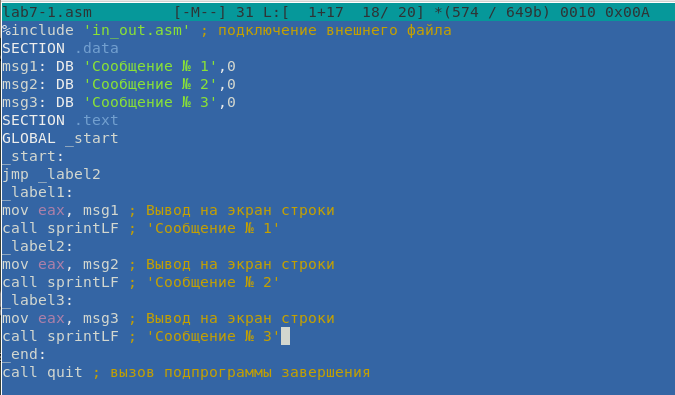 lab7-1.asm [-M--] 31 L:[ 1+17 18/ 20] *(574 / 649b) 0010 0x00A
%include 'in_out.asm' ; подключение внешнего файла
SECTION .data
msg1: DB 'Сообщение № 1',0
msg2: DB 'Сообщение № 2',0
msg3: DB 'Сообщение № 3',0
SECTION .text
GLOBAL _start
_start:
jmp _label2
_label1:
mov eax, msg1 ; Вывод на экран строки
call sprintLF ; 'Сообщение № 1'
_label2:
mov eax, msg2 ; Вывод на экран строки
call sprintLF ; 'Сообщение № 2'
_label3:
mov eax, msg3 ; Вывод на экран строки
call sprintLF ; 'Сообщение № 3'
_end:
call quit ; вызов подпрограммы завершения